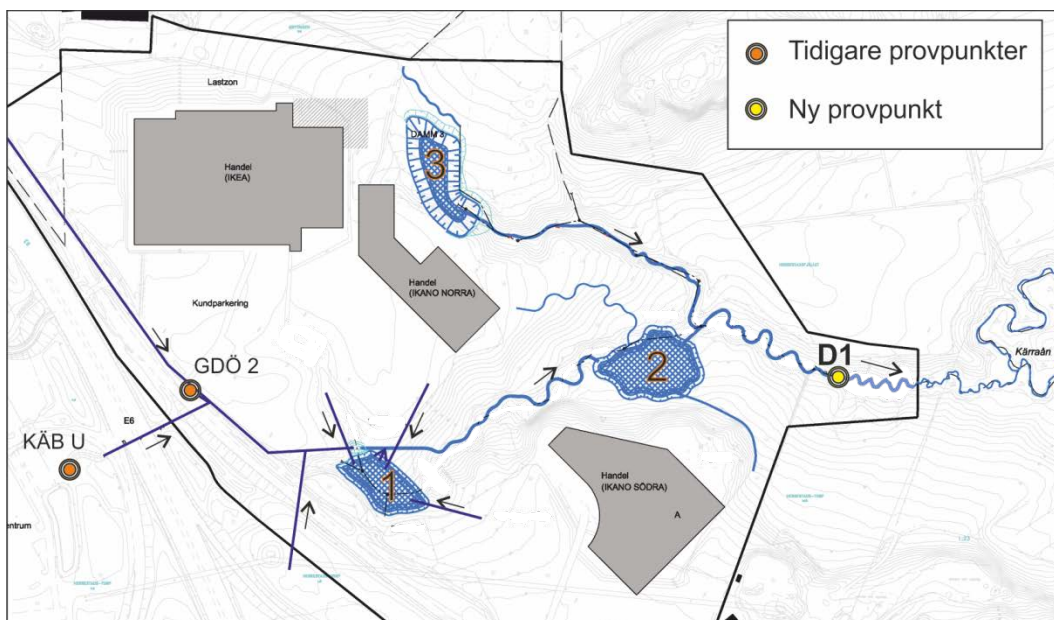 Tidigare provpunkter
Ny provpunkt
Lastzon
Handel
(IKEA)
DAMM 3
3
Handel
(IKANO NORRA)
Kundparkering
GDÖ 2
E6
KÄB U
2
D1
Kärraån
1
Handel
(IKANO SÖDRA)
A
entrum